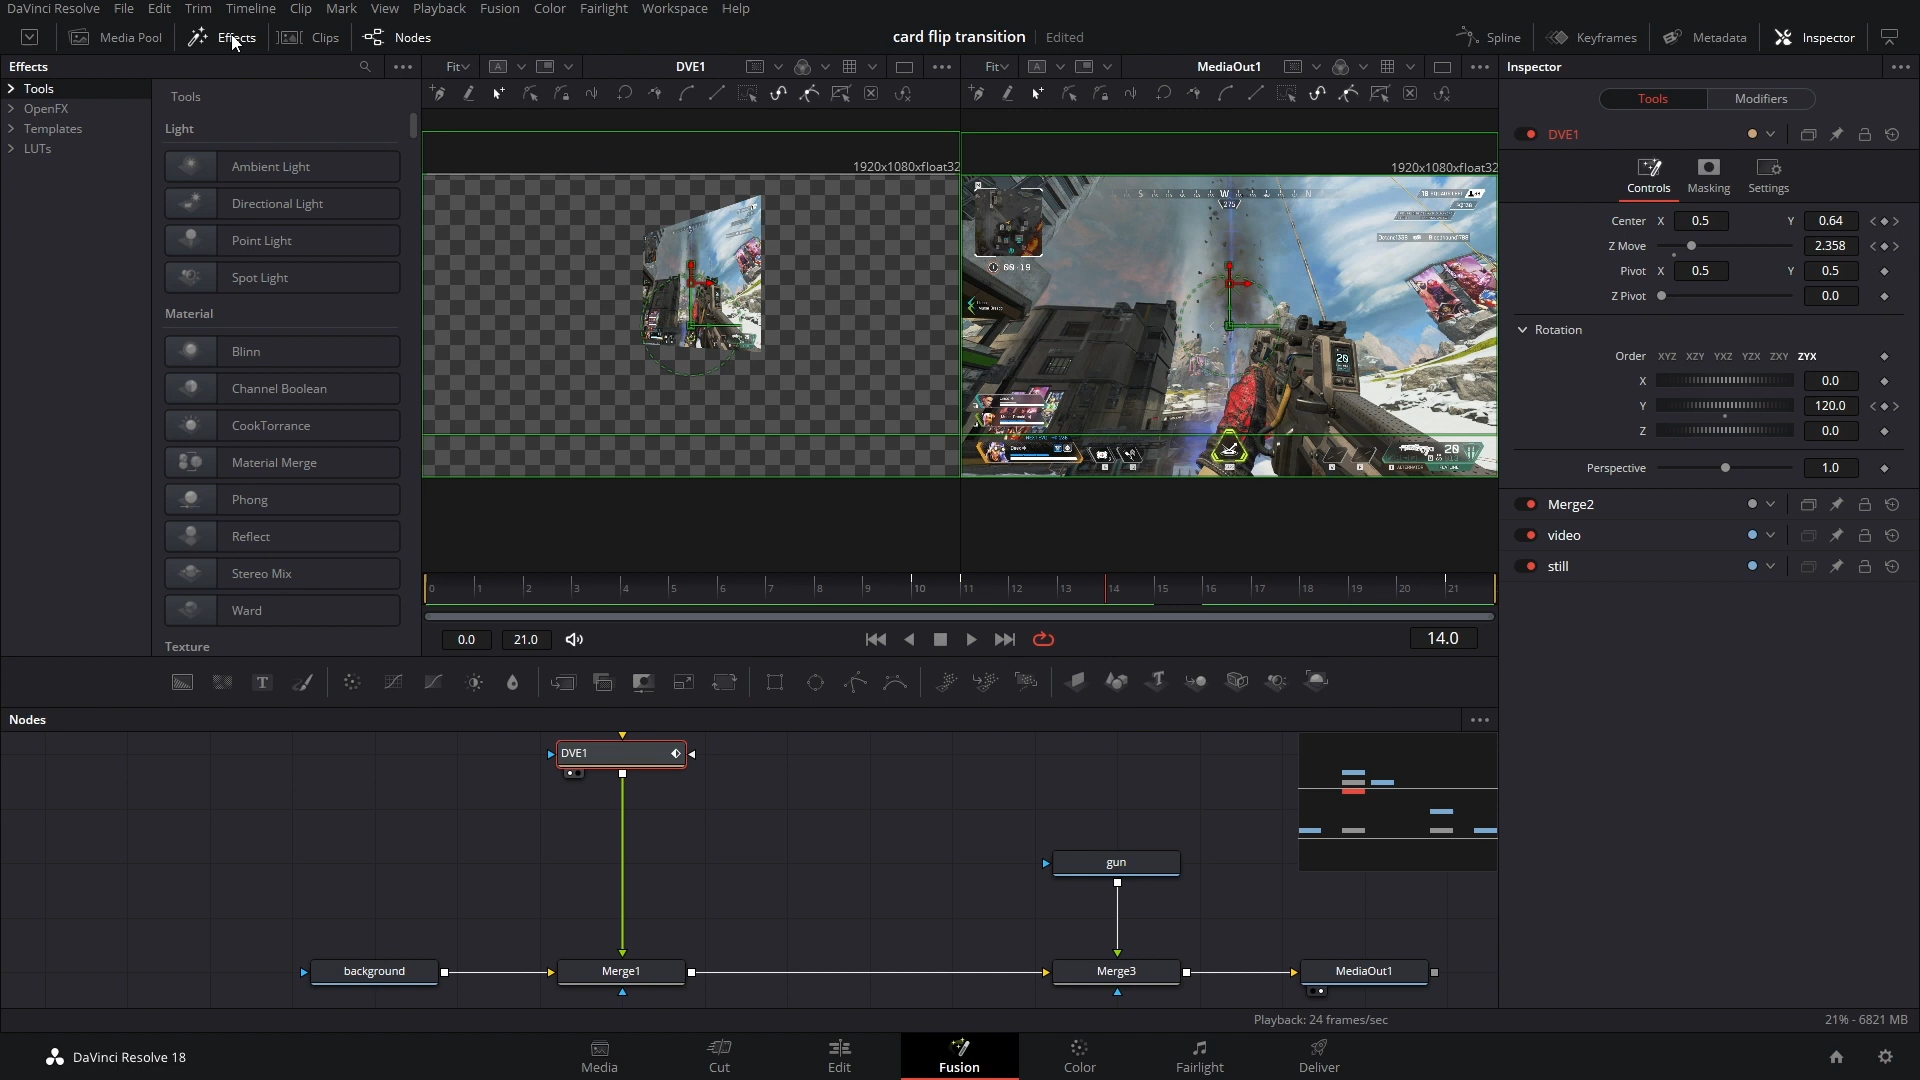 DaVinci Resolve File Edit Trim Timeline Clip Mark View Playback Fusion Color Fairlight Workspace Help
Media Pool Effects Clips Nodes card flip transition Edited Spline Keyframes Metadata Inspector
Effects Fit DVE1 Fit MediaOut1 Inspector
Tools
OpenFX
Templates
LUTs
Tools
Light
Ambient Light
Directional Light
Point Light
Spot Light
Material
Blinn
Channel Boolean
CookTorrance
Material Merge
Phong
Reflect
Stereo Mix
Ward
Texture
1920x1080xfloat32
1920x1080xfloat32
S W N
275
00:19
20
20
0 1 2 3 4 5 6 7 8 9 10 11 12 13 14 15 16 17 18 19 20 21
0.0 21.0 14.0
Tools Modifiers
DVE1
Controls Masking Settings
Center X 0.5 Y 0.64
Z Move 2.358
Pivot X 0.5 Y 0.5
Z Pivot 0.0
Rotation
Order XYZ XZY YXZ YZX ZXY ZYX
X 0.0
Y 120.0
Z 0.0
Perspective 1.0
Merge2
video
still
Nodes
DVE1
gun
background Merge1 Merge3 MediaOut1
Playback: 24 frames/sec 21% - 6821 MB
DaVinci Resolve 18 Media Cut Edit Fusion Color Fairlight Deliver